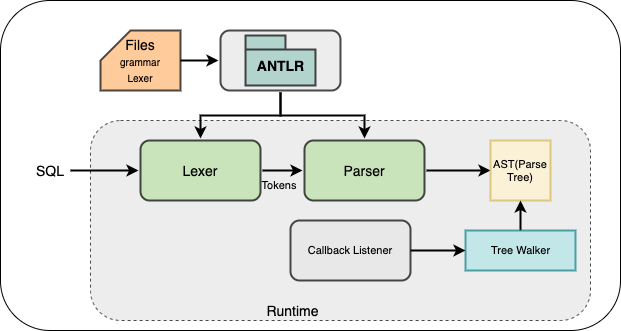 Files
grammar
Lexer
ANTLR
SQL
Lexer
Tokens
Parser
AST(Parse
Tree)
Callback Listener
Tree Walker
Runtime